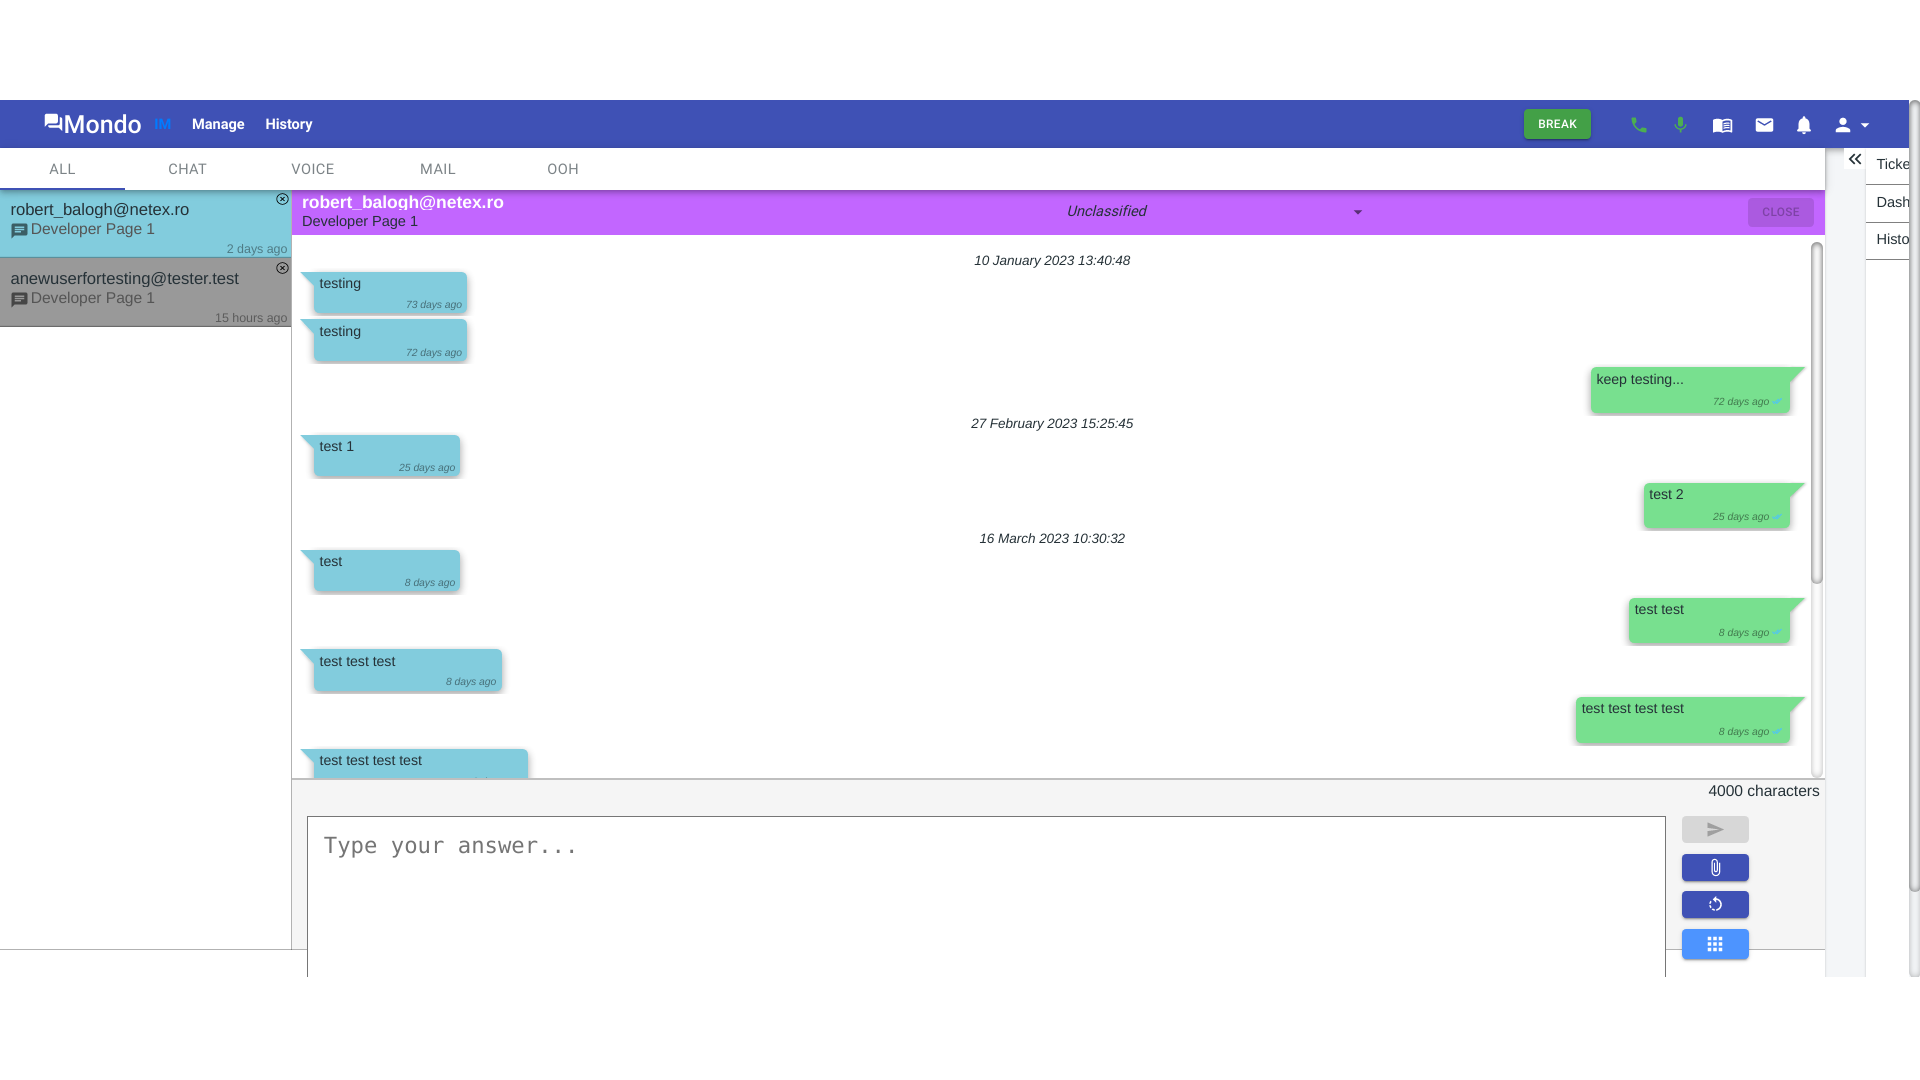 Mondo IM Manage History BREAK
ALL CHAT VOICE MAIL OOH
Ticke
Dash
Histo
robert_balogh@netex.ro
Developer Page 1
2 days ago
anewuserfortesting@tester.test
Developer Page 1
15 hours ago
robert_balogh@netex.ro
Developer Page 1
Unclassified
CLOSE
10 January 2023 13:40:48
testing
73 days ago
testing
72 days ago
keep testing...
72 days ago
27 February 2023 15:25:45
test 1
25 days ago
test 2
25 days ago
16 March 2023 10:30:32
test
8 days ago
test test
8 days ago
test test test
8 days ago
test test test test
8 days ago
test test test test
4000 characters
Type your answer...